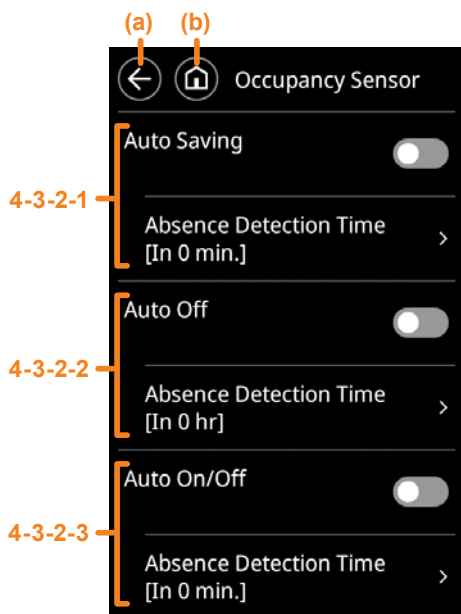 (a) (b)
Occupancy Sensor
Auto Saving
4-3-2-1
Absence Detection Time
[In 0 min.]
Auto Off
4-3-2-2
Absence Detection Time
[In 0 hr]
Auto On/Off
4-3-2-3
Absence Detection Time
[In 0 min.]